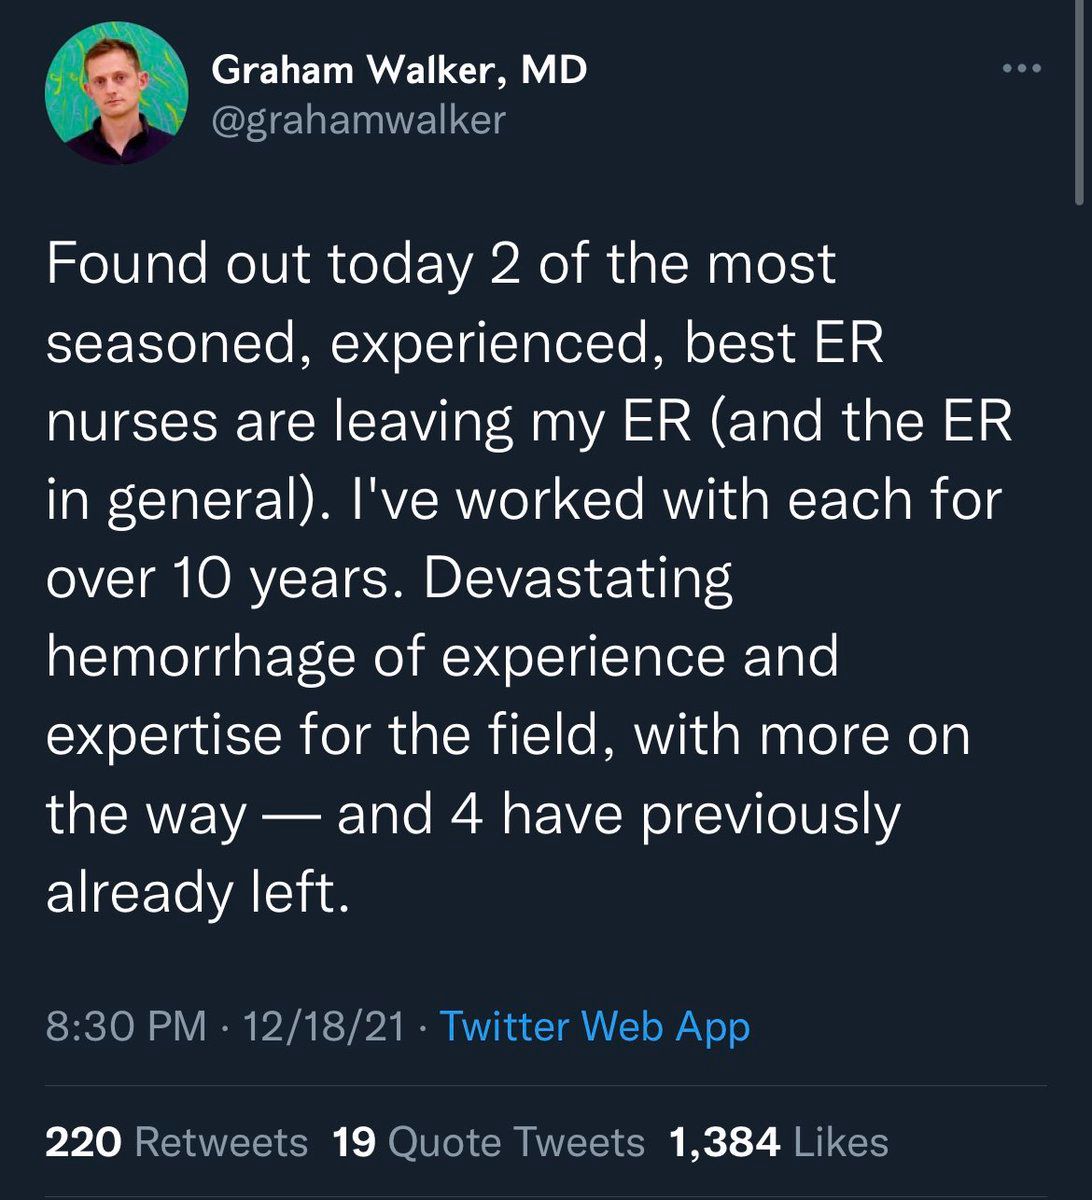 Graham Walker, MD
@grahamwalker
Found out today 2 of the most
seasoned, experienced, best ER
nurses are leaving my ER (and the ER
in general). I've worked with each for
over 10 years. Devastating
hemorrhage of experience and
expertise for the field, with more on
the way — and 4 have previously
already left.
8:30 PM · 12/18/21 · Twitter Web App
220 Retweets 19 Quote Tweets 1,384 Likes